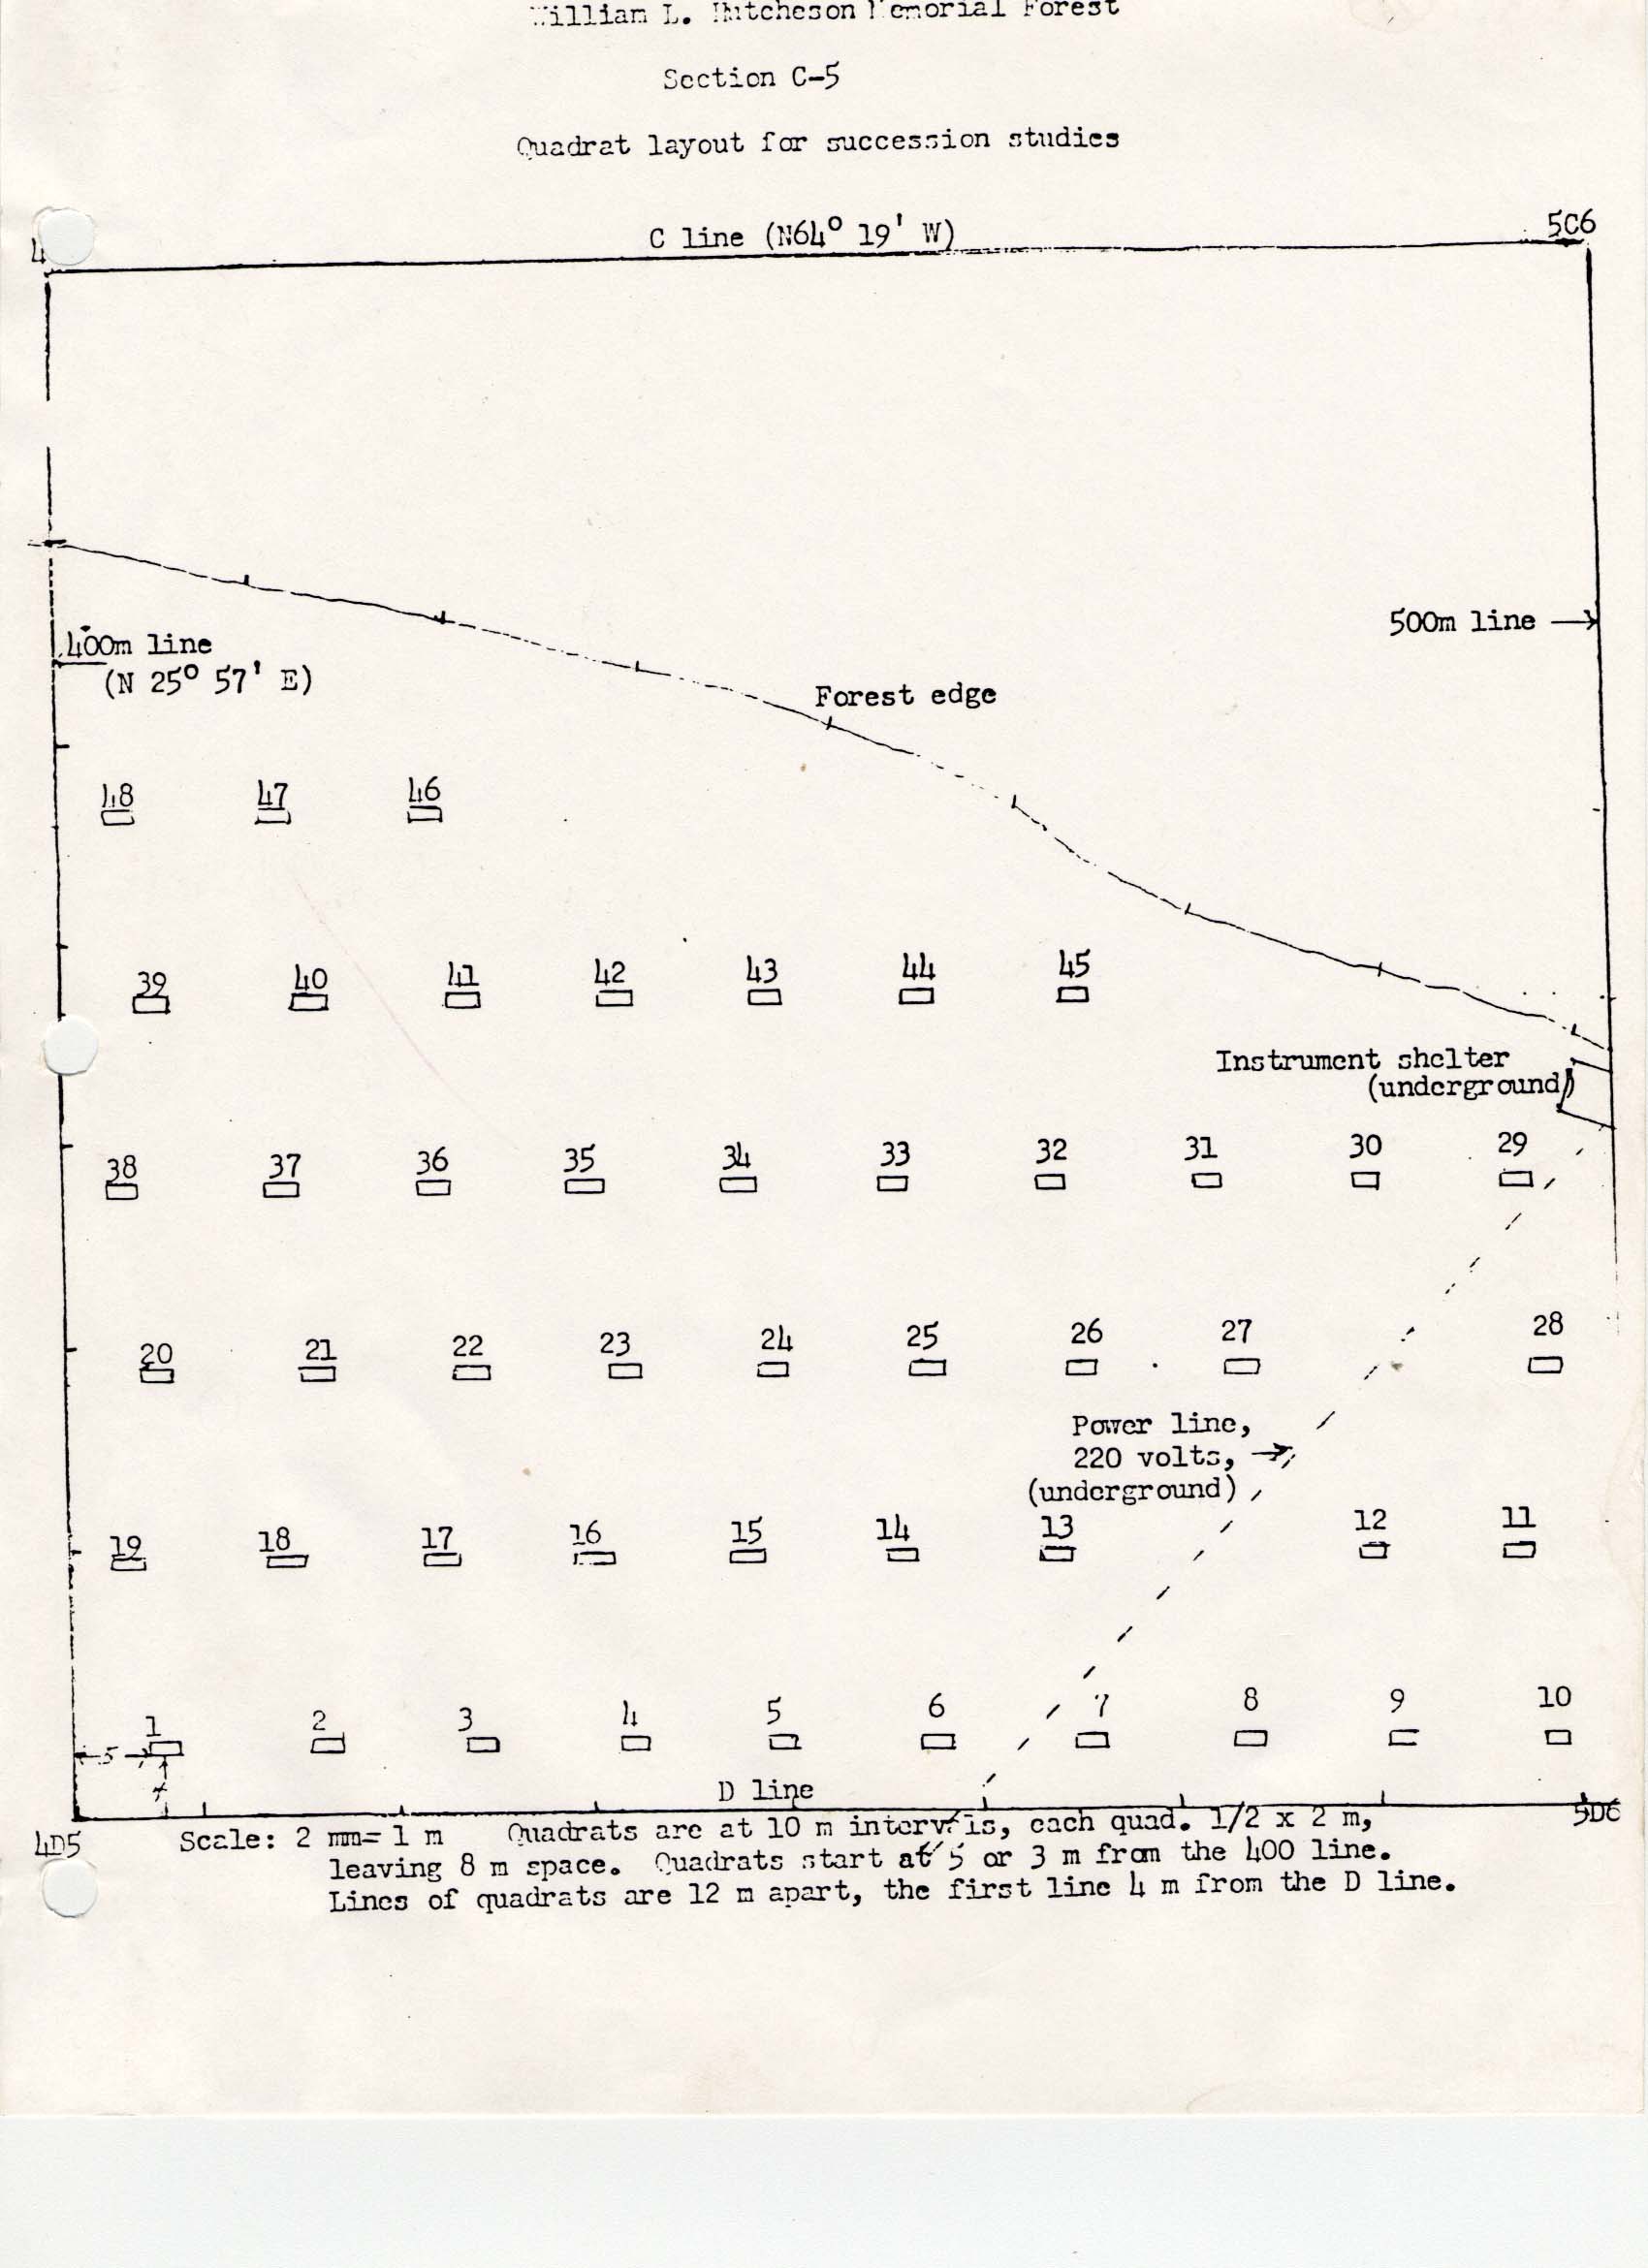 William L. Hutcheson Memorial Forest
Section C-5
Quadrat layout for succession studies
C line (N64° 19' W)
5C6
4
500m line →
400m line
(N 25° 57' E)
Forest edge
48 47 46
39 40 41 42 43 44 45
Instrument shelter
(underground)
38 37 36 35 34 33 32 31 30 29
20 21 22 23 24 25 26 27 28
Power line,
220 volts, →
(underground)
19 18 17 16 15 14 13 12 11
1 2 3 4 5 6 7 8 9 10
5
D line
4D5
5D6
Scale: 2 mm= 1 m Quadrats are at 10 m intervals, each quad. 1/2 x 2 m,
leaving 8 m space. Quadrats start at 5 or 3 m from the 400 line.
Lines of quadrats are 12 m apart, the first line 4 m from the D line.